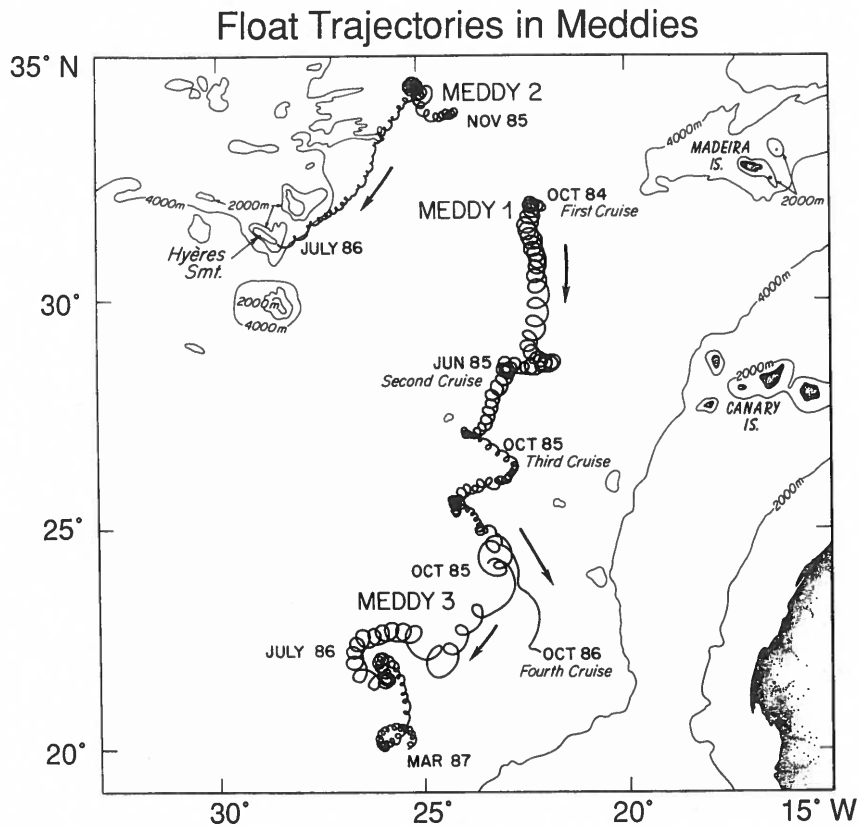 Float Trajectories in Meddies
35° N
MEDDY 2
NOV 85
4000m
MADEIRA
IS.
2000m
4000m
2000m
OCT 84
First Cruise
MEDDY 1
JULY 86
Hyères
Smt.
4000m
30°
2000m
4000m
JUN 85
Second Cruise
2000m
CANARY
IS.
OCT 85
Third Cruise
2000m
25°
OCT 85
MEDDY 3
JULY 86
OCT 86
Fourth Cruise
20°
MAR 87
30°
25°
20°
15° W